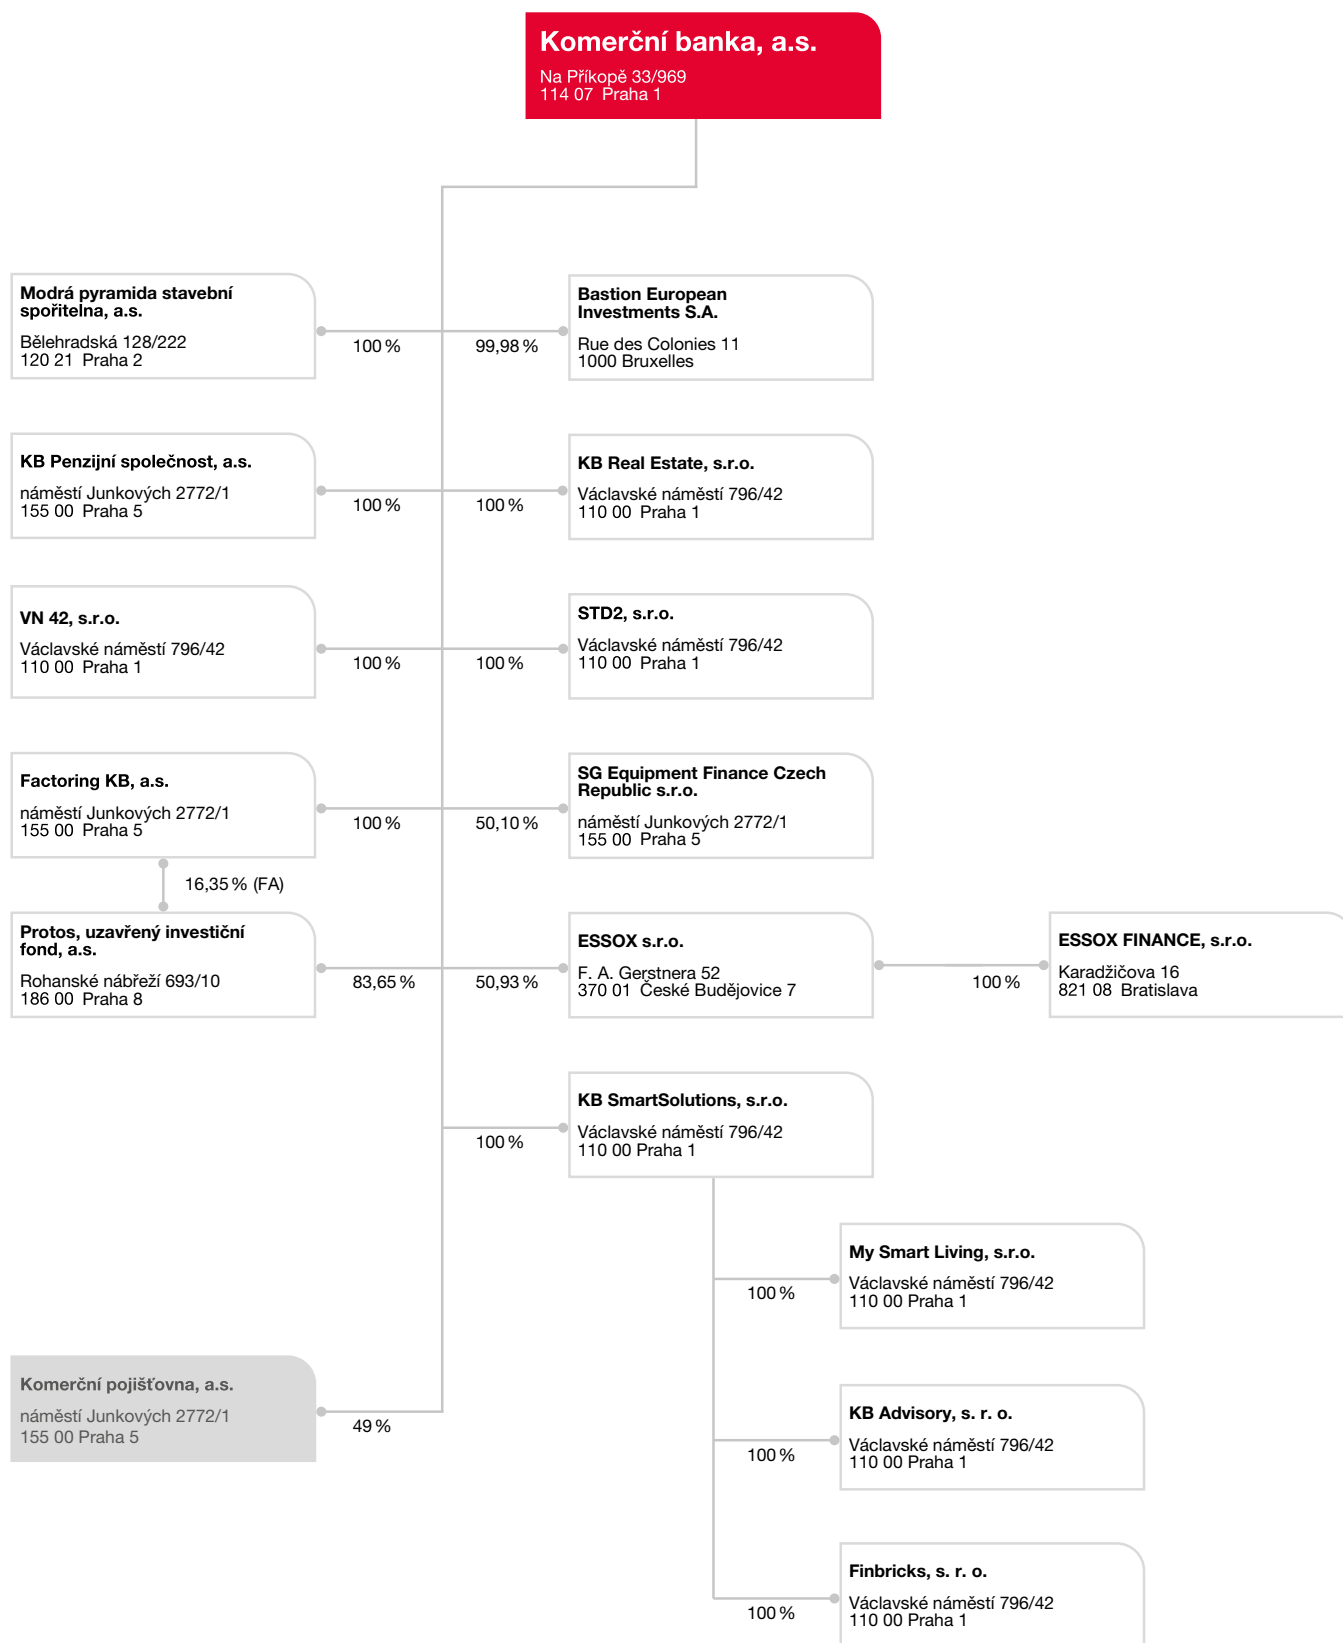 Komerční banka, a.s.
Na Příkopě 33/969
114 07 Praha 1
Modrá pyramida stavební
spořitelna, a.s.
Bělehradská 128/222
120 21 Praha 2
100 %
99,98 %
Bastion European
Investments S.A.
Rue des Colonies 11
1000 Bruxelles
KB Penzijní společnost, a.s.
náměstí Junkových 2772/1
155 00 Praha 5
100 %
100 %
KB Real Estate, s.r.o.
Václavské náměstí 796/42
110 00 Praha 1
VN 42, s.r.o.
Václavské náměstí 796/42
110 00 Praha 1
100 %
100 %
STD2, s.r.o.
Václavské náměstí 796/42
110 00 Praha 1
Factoring KB, a.s.
náměstí Junkových 2772/1
155 00 Praha 5
100 %
50,10 %
SG Equipment Finance Czech
Republic s.r.o.
náměstí Junkových 2772/1
155 00 Praha 5
16,35 % (FA)
Protos, uzavřený investiční
fond, a.s.
Rohanské nábřeží 693/10
186 00 Praha 8
83,65 %
50,93 %
ESSOX s.r.o.
F. A. Gerstnera 52
370 01 České Budějovice 7
100 %
ESSOX FINANCE, s.r.o.
Karadžičova 16
821 08 Bratislava
100 %
KB SmartSolutions, s.r.o.
Václavské náměstí 796/42
110 00 Praha 1
100 %
My Smart Living, s.r.o.
Václavské náměstí 796/42
110 00 Praha 1
Komerční pojišťovna, a.s.
náměstí Junkových 2772/1
155 00 Praha 5
49 %
100 %
KB Advisory, s. r. o.
Václavské náměstí 796/42
110 00 Praha 1
100 %
Finbricks, s. r. o.
Václavské náměstí 796/42
110 00 Praha 1